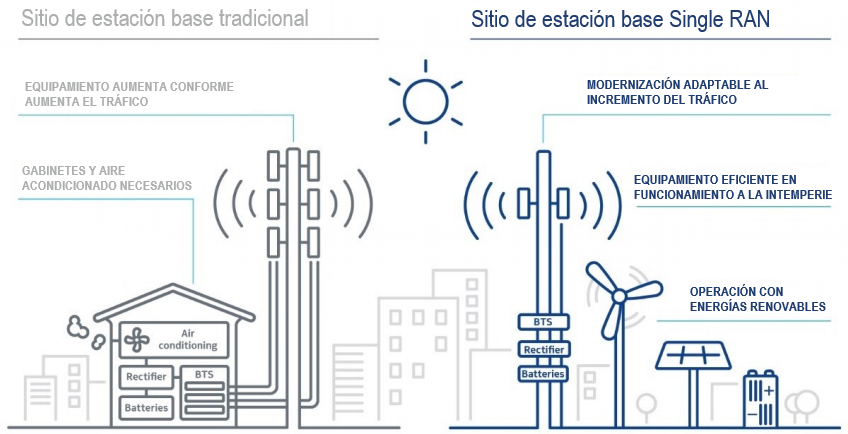 Sitio de estación base tradicional
EQUIPAMIENTO AUMENTA CONFORME
AUMENTA EL TRÁFICO
GABINETES Y AIRE
ACONDICIONADO NECESARIOS
Air
conditioning
Rectifier
BTS
Batteries
Sitio de estación base Single RAN
MODERNIZACIÓN ADAPTABLE AL
INCREMENTO DEL TRÁFICO
EQUIPAMIENTO EFICIENTE EN
FUNCIONAMIENTO A LA INTEMPERIE
OPERACIÓN CON
ENERGÍAS RENOVABLES
BTS
Rectifier
Batteries